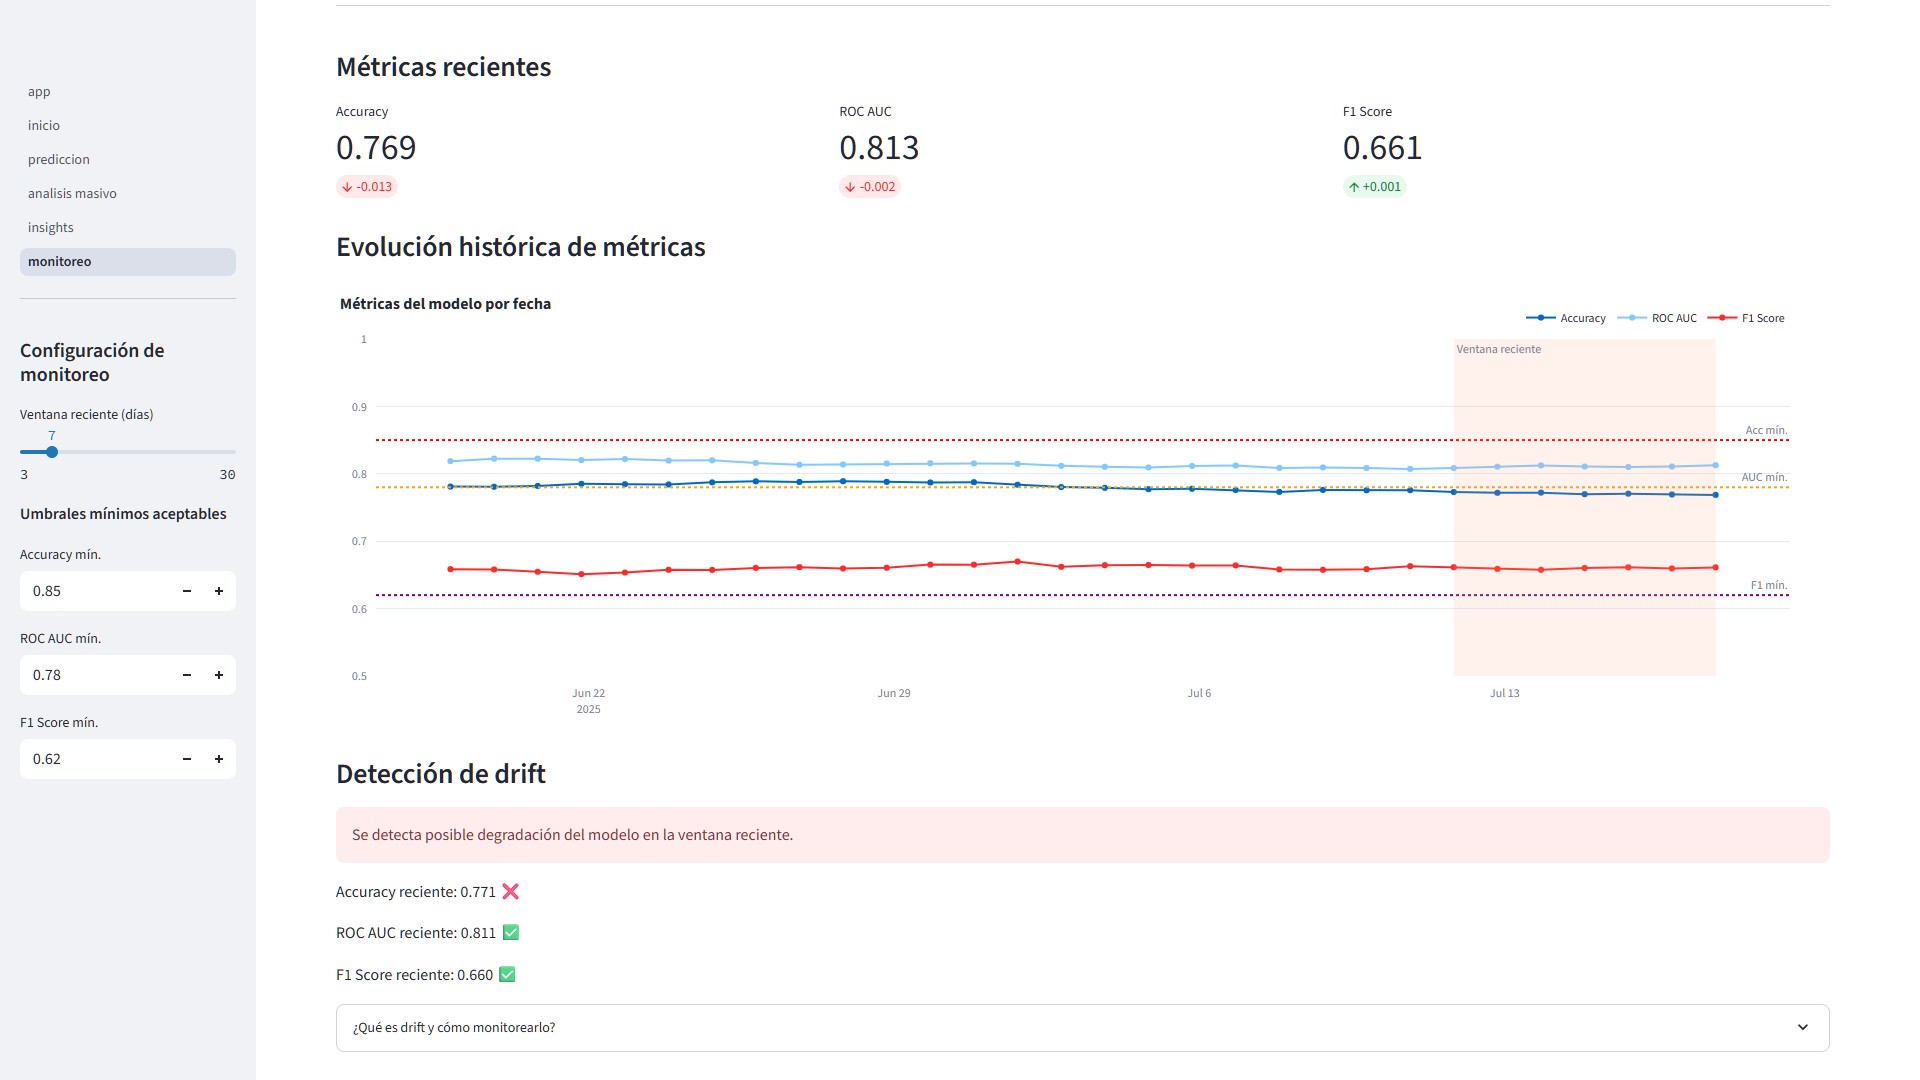 app
inicio
prediccion
analisis masivo
insights
monitoreo
Configuración de
monitoreo
Ventana reciente (días)
7
3 30
Umbrales mínimos aceptables
Accuracy mín.
0.85
ROC AUC mín.
0.78
F1 Score mín.
0.62
Métricas recientes
Accuracy
0.769
↓ -0.013
ROC AUC
0.813
↓ -0.002
F1 Score
0.661
↑ +0.001
Evolución histórica de métricas
Métricas del modelo por fecha
Accuracy ROC AUC F1 Score
1
0.9
0.8
0.7
0.6
0.5
Ventana reciente
Acc mín.
AUC mín.
F1 mín.
Jun 22
2025
Jun 29
Jul 6
Jul 13
Detección de drift
Se detecta posible degradación del modelo en la ventana reciente.
Accuracy reciente: 0.771 ❌
ROC AUC reciente: 0.811 ✅
F1 Score reciente: 0.660 ✅
¿Qué es drift y cómo monitorearlo?